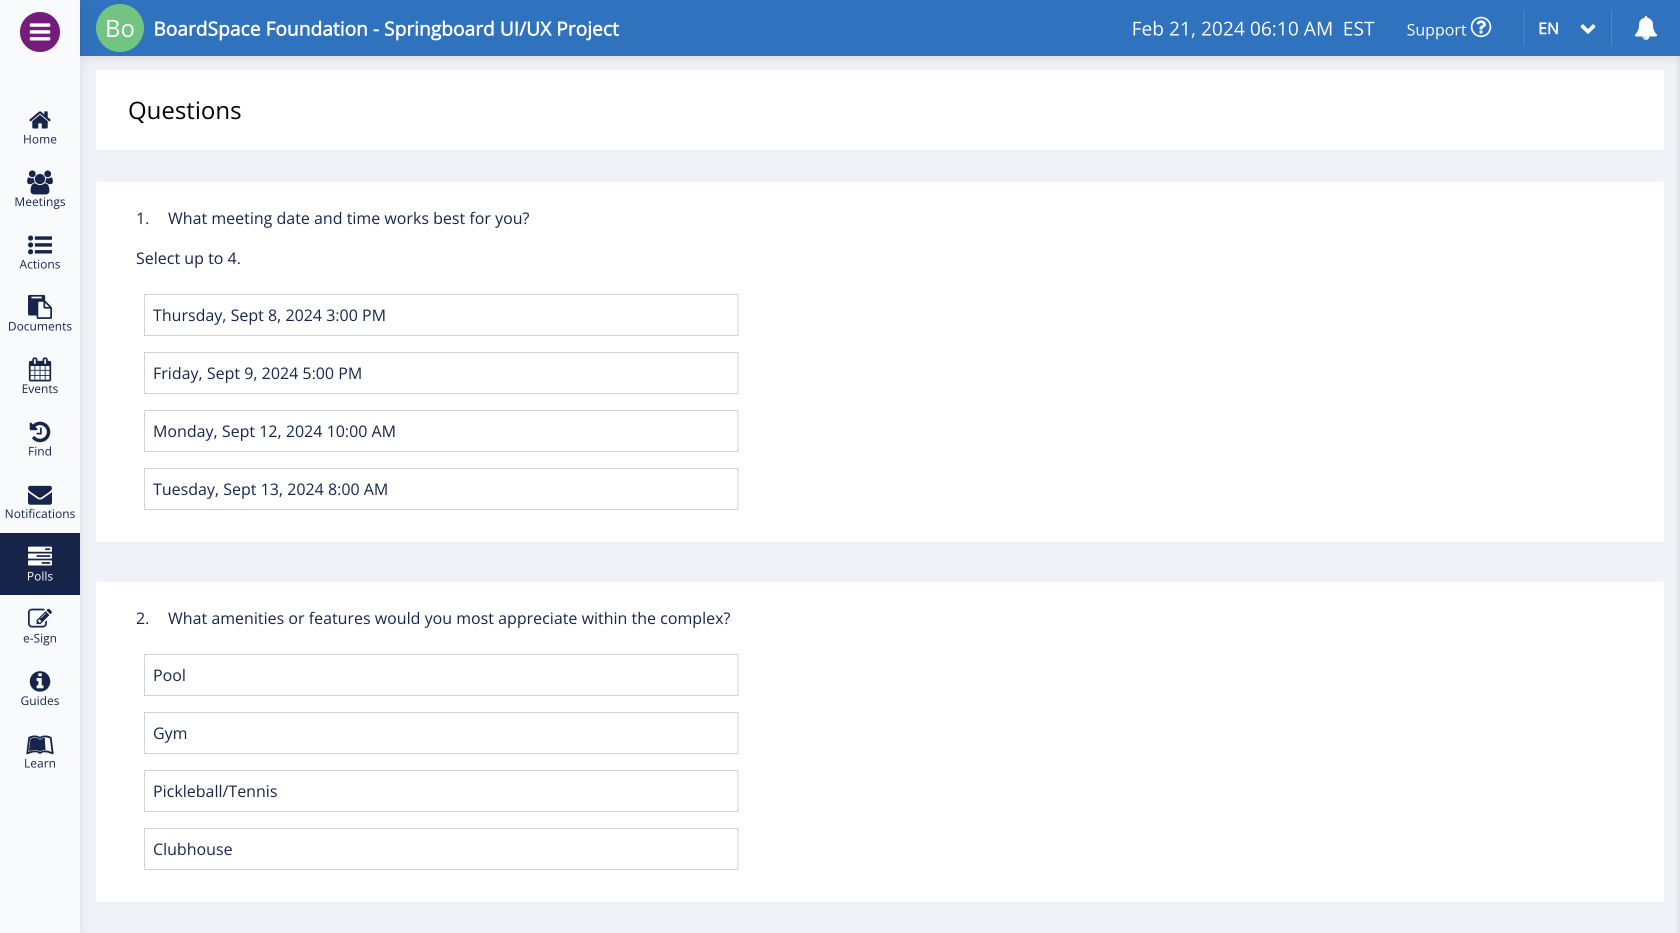 Bo BoardSpace Foundation - Springboard UI/UX Project Feb 21, 2024 06:10 AM EST Support ? EN
Home
Meetings
Actions
Documents
Events
Find
Notifications
Polls
e-Sign
Guides
Learn
Questions
1. What meeting date and time works best for you?
Select up to 4.
Thursday, Sept 8, 2024 3:00 PM
Friday, Sept 9, 2024 5:00 PM
Monday, Sept 12, 2024 10:00 AM
Tuesday, Sept 13, 2024 8:00 AM
2. What amenities or features would you most appreciate within the complex?
Pool
Gym
Pickleball/Tennis
Clubhouse